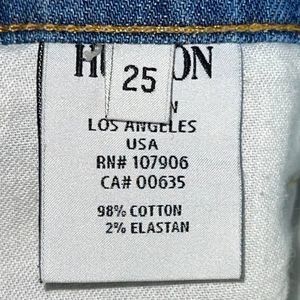 25
LOS ANGELES
USA
RN# 107906
CA# 00635
98% COTTON
2% ELASTAN